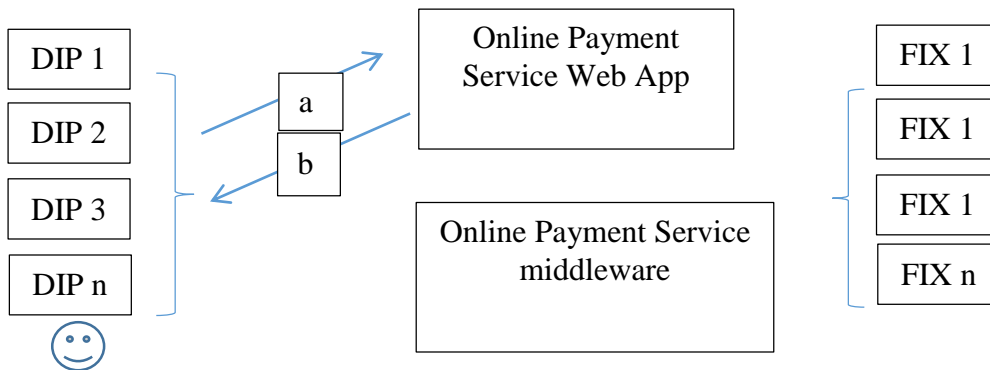 DIP 1
DIP 2
DIP 3
DIP n
a
b
Online Payment
Service Web App
Online Payment Service
middleware
FIX 1
FIX 1
FIX 1
FIX n